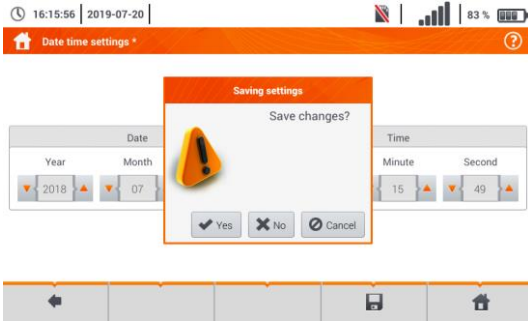 16:15:56 2019-07-20 83 %
Date time settings *
Saving settings
Save changes?
Date Time
Year Month Minute Second
2018 07 15 49
Yes No Cancel